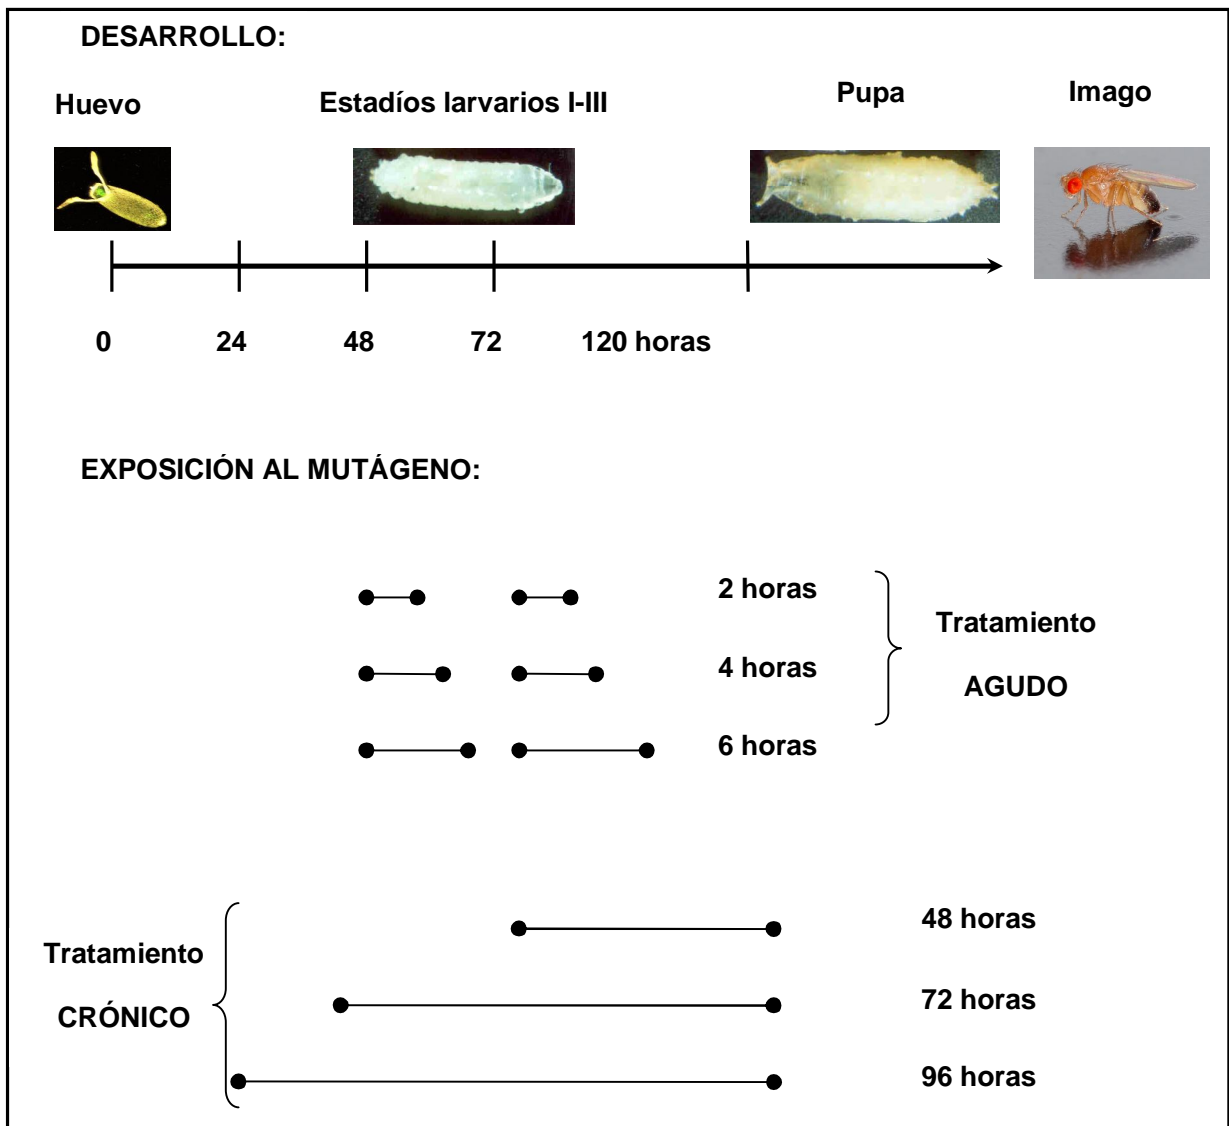 DESARROLLO:
Huevo
Estadíos larvarios I-III
Pupa
Imago
0 24 48 72 120 horas
EXPOSICIÓN AL MUTÁGENO:
2 horas
4 horas
6 horas
Tratamiento
AGUDO
Tratamiento
CRÓNICO
48 horas
72 horas
96 horas